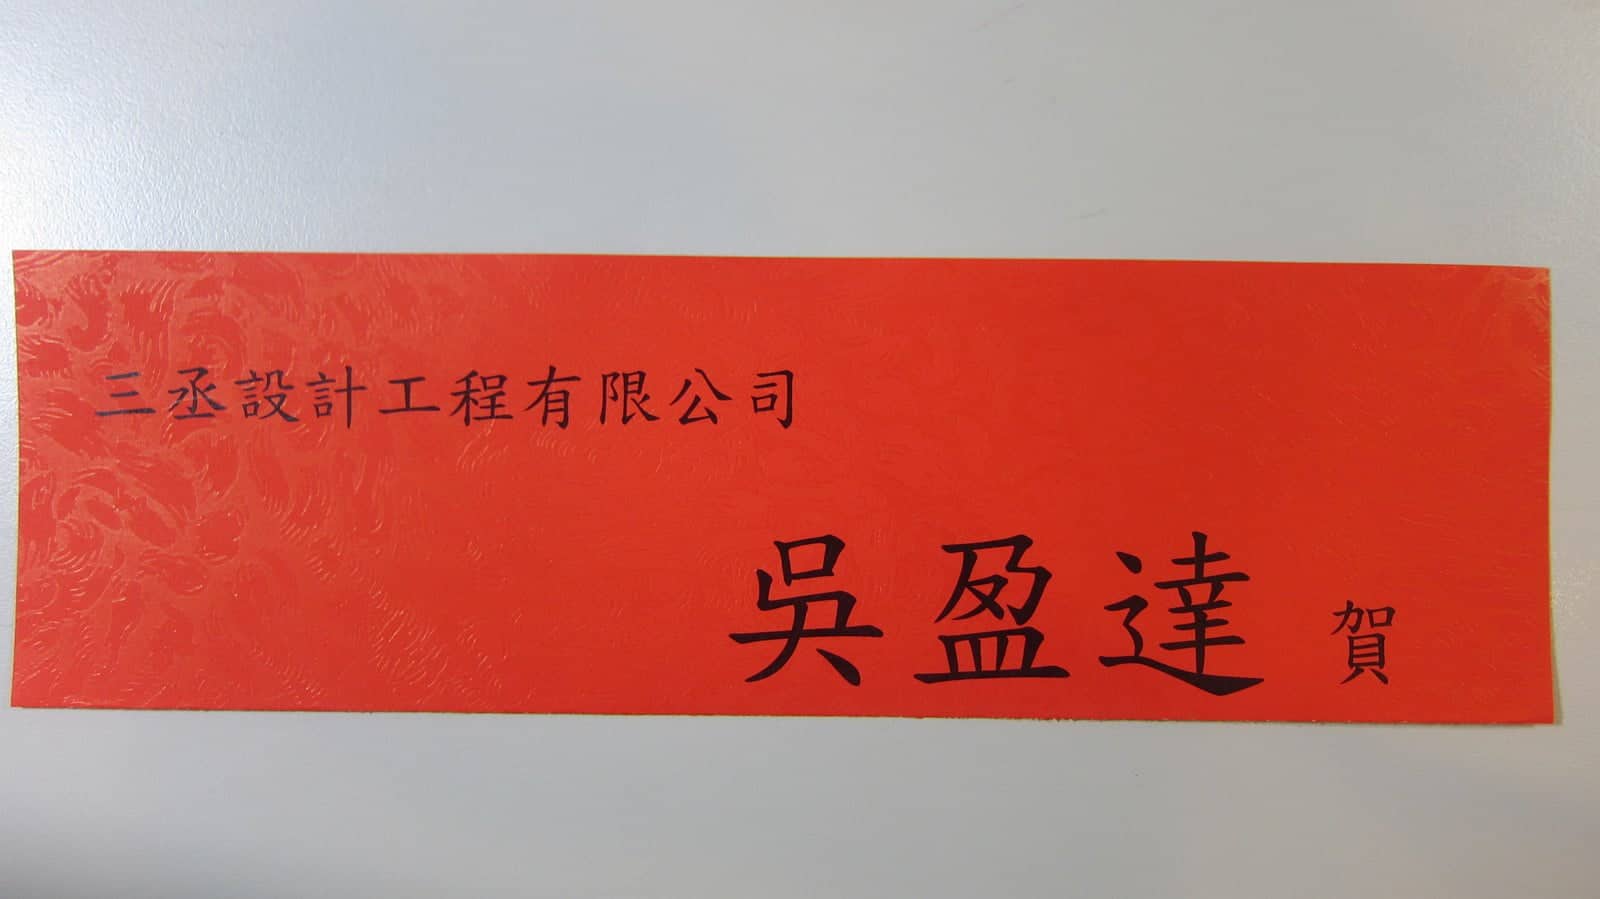 三丞設計工程有限公司
吳盈達 賀